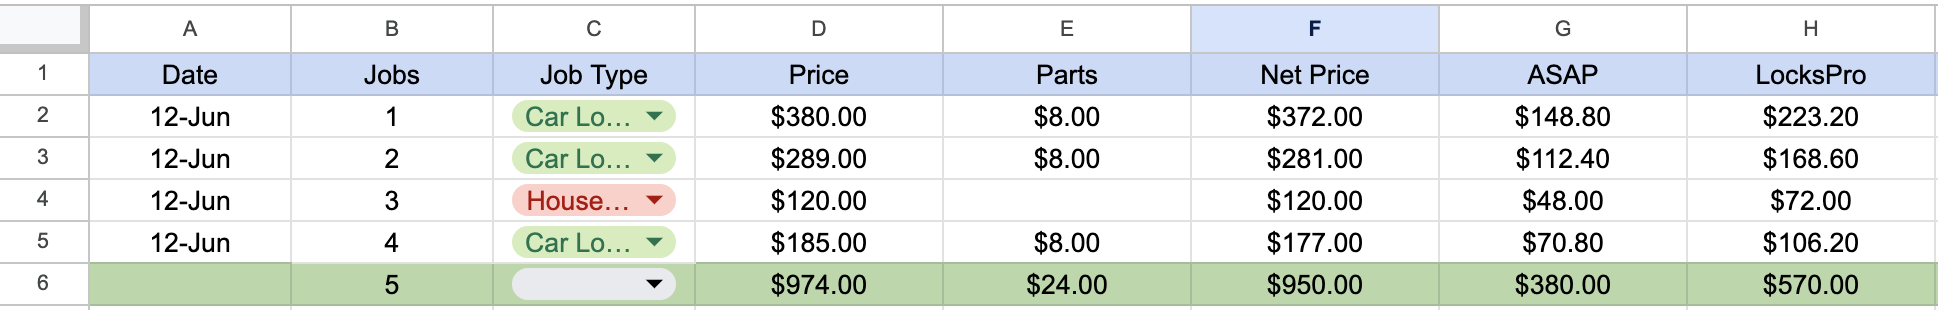 A B C D E F G H
1 Date Jobs Job Type Price Parts Net Price ASAP LocksPro
2 12-Jun 1 Car Lo... $380.00 $8.00 $372.00 $148.80 $223.20
3 12-Jun 2 Car Lo... $289.00 $8.00 $281.00 $112.40 $168.60
4 12-Jun 3 House... $120.00 $120.00 $48.00 $72.00
5 12-Jun 4 Car Lo... $185.00 $8.00 $177.00 $70.80 $106.20
6 5 $974.00 $24.00 $950.00 $380.00 $570.00